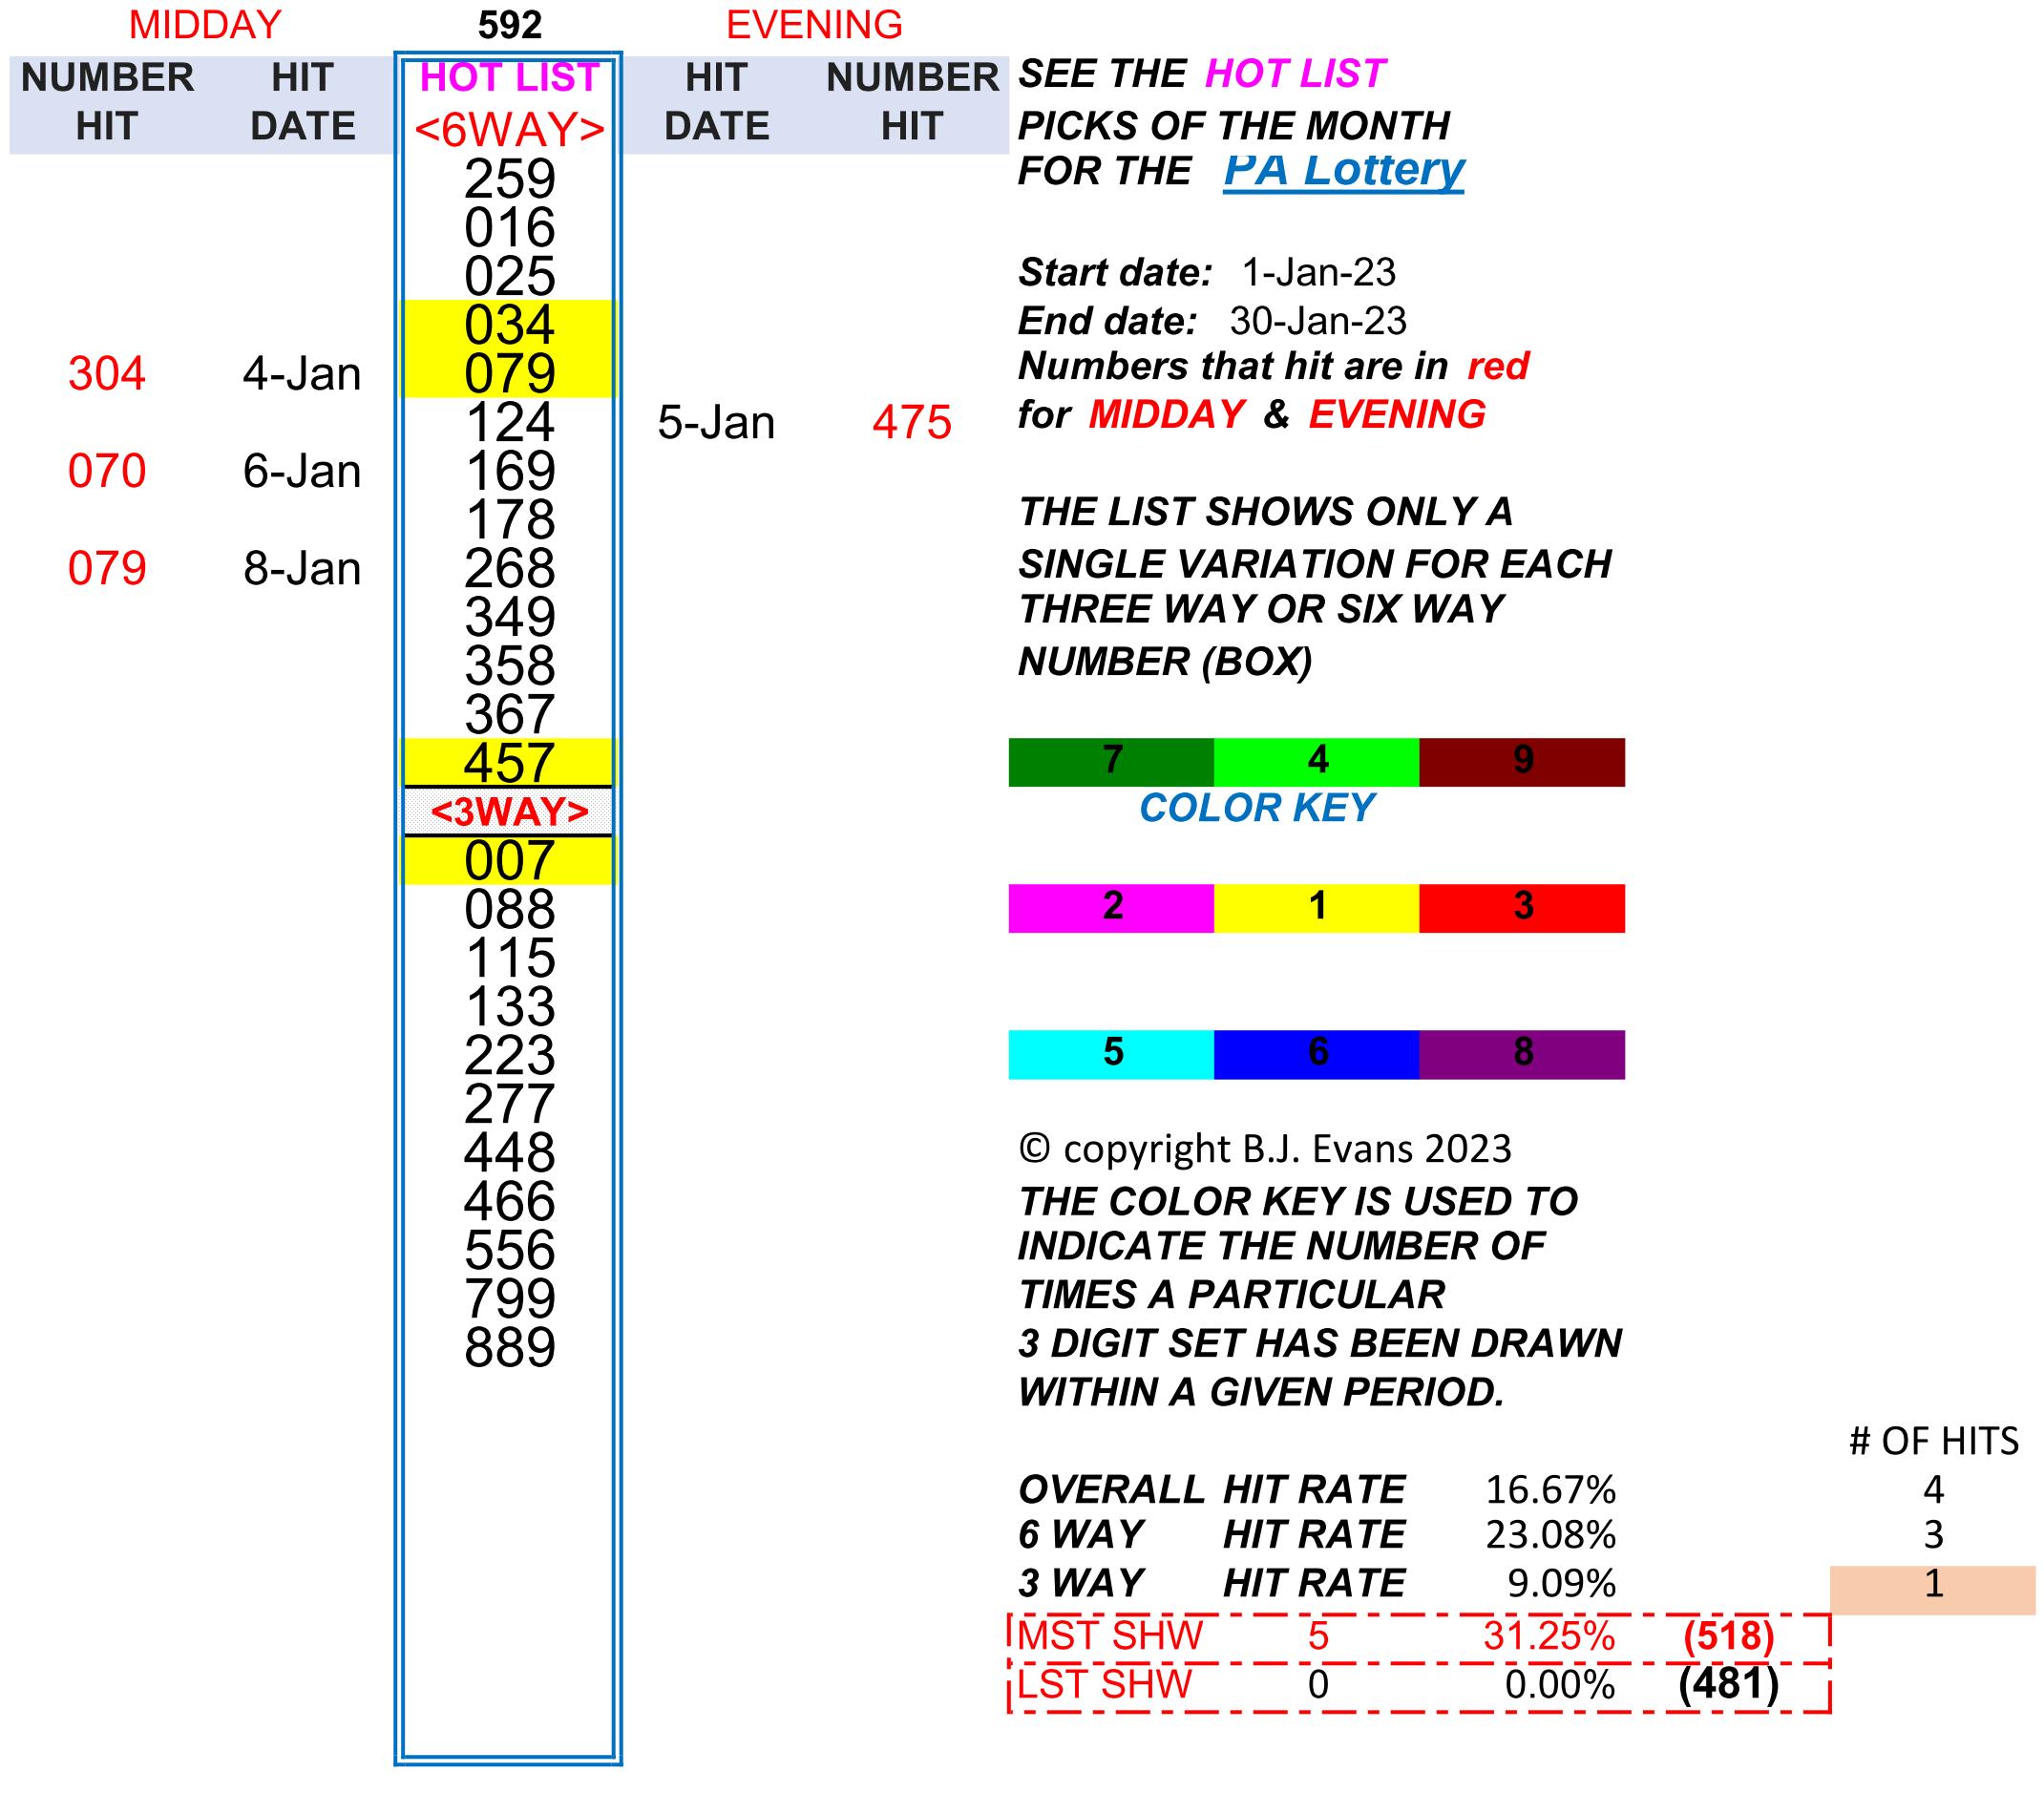 MIDDAY 592 EVENING
NUMBER HIT HOT LIST HIT NUMBER SEE THE HOT LIST
HIT DATE <6WAY> DATE HIT PICKS OF THE MONTH
259 FOR THE PA Lottery
016
025 Start date: 1-Jan-23
034 End date: 30-Jan-23
304 4-Jan 079 Numbers that hit are in red
124 5-Jan 475 for MIDDAY & EVENING
070 6-Jan 169
178 THE LIST SHOWS ONLY A
079 8-Jan 268 SINGLE VARIATION FOR EACH
349 THREE WAY OR SIX WAY
358 NUMBER (BOX)
367
457 7 4 9
<3WAY> COLOR KEY
007
088 2 1 3
115
133
223 5 6 8
277
448 © copyright B.J. Evans 2023
466 THE COLOR KEY IS USED TO
556 INDICATE THE NUMBER OF
799 TIMES A PARTICULAR
889 3 DIGIT SET HAS BEEN DRAWN
WITHIN A GIVEN PERIOD.
# OF HITS
OVERALL HIT RATE 16.67% 4
6 WAY HIT RATE 23.08% 3
3 WAY HIT RATE 9.09% 1
MST SHW 5 31.25% (518)
LST SHW 0 0.00% (481)